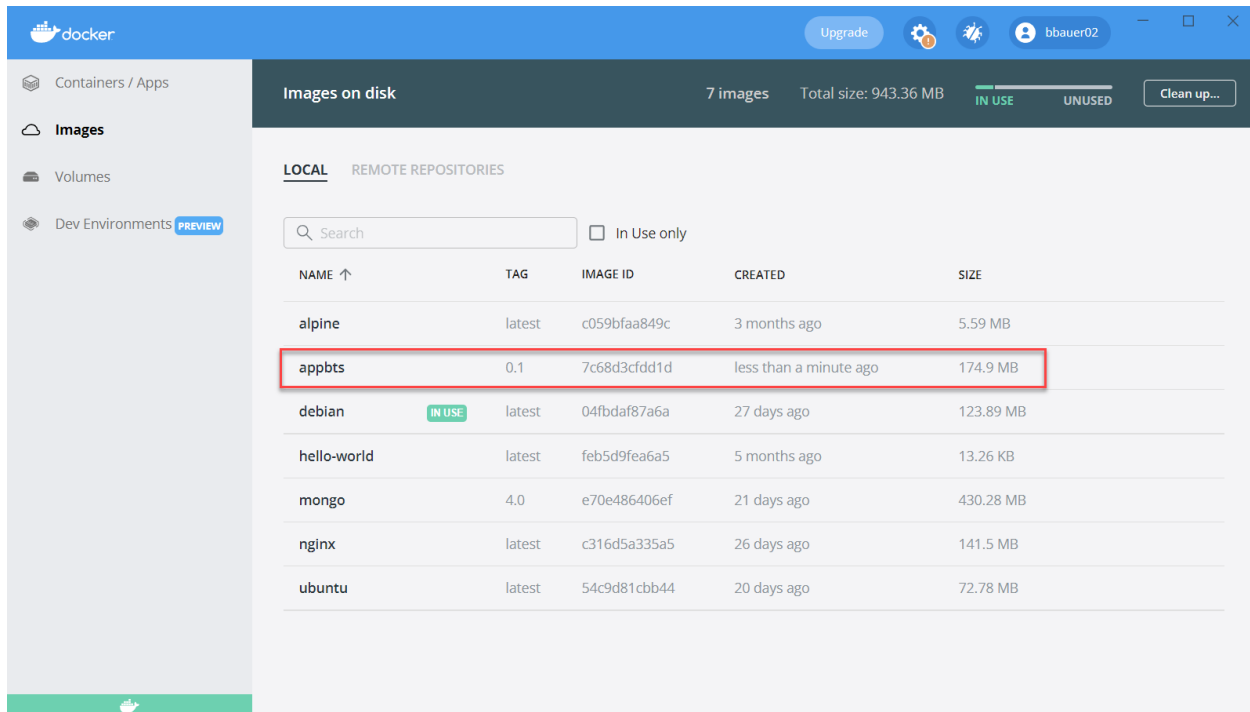 docker Upgrade bbauer02
Containers / Apps
Images
Volumes
Dev Environments PREVIEW
Images on disk 7 images Total size: 943.36 MB IN USE UNUSED Clean up...
LOCAL REMOTE REPOSITORIES
Search In Use only
NAME TAG IMAGE ID CREATED SIZE
alpine latest c059bfaa849c 3 months ago 5.59 MB
appbts 0.1 7c68d3cfdd1d less than a minute ago 174.9 MB
debian IN USE latest 04fbdaf87a6a 27 days ago 123.89 MB
hello-world latest feb5d9fea6a5 5 months ago 13.26 KB
mongo 4.0 e70e486406ef 21 days ago 430.28 MB
nginx latest c316d5a335a5 26 days ago 141.5 MB
ubuntu latest 54c9d81cbb44 20 days ago 72.78 MB